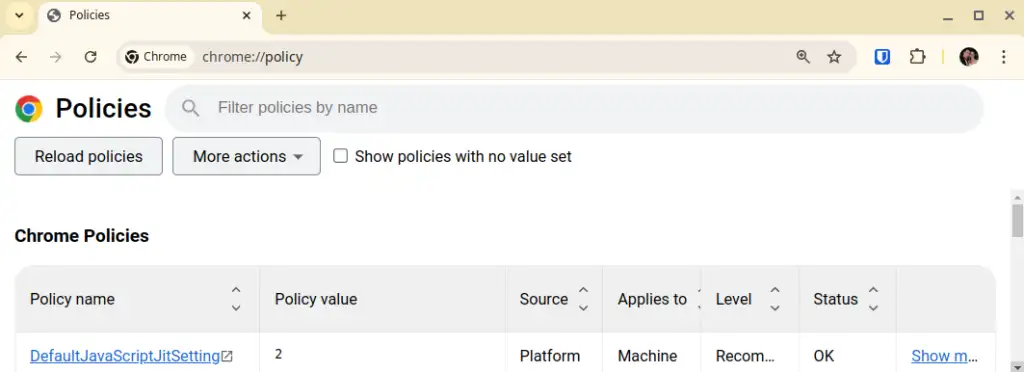 Policies
Chrome chrome://policy
Policies Filter policies by name
Reload policies More actions Show policies with no value set
Chrome Policies
Policy name Policy value Source Applies to Level Status
DefaultJavaScriptJitSetting 2 Platform Machine Recom... OK Show m...